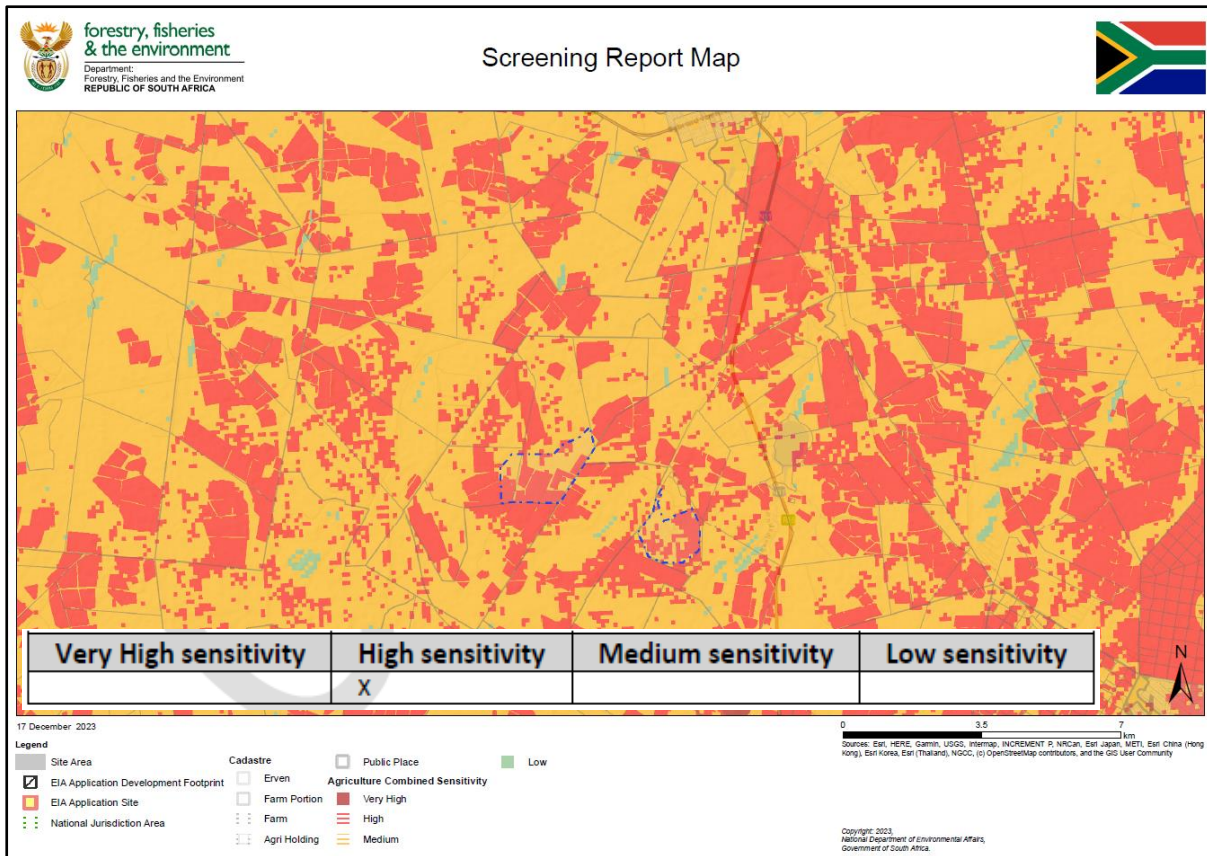 forestry, fisheries
& the environment
Department:
Forestry, Fisheries and the Environment
REPUBLIC OF SOUTH AFRICA
Screening Report Map
Very High sensitivity High sensitivity Medium sensitivity Low sensitivity
X
N
17 December 2023
0 3.5 7
km
Sources: Esri, HERE, Garmin, USGS, Intermap, INCREMENT P, NRCan, Esri Japan, METI, Esri China (Hong
Kong), Esri Korea, Esri (Thailand), NGCC, (c) OpenStreetMap contributors, and the GIS User Community
Legend
Site Area
EIA Application Development Footprint
EIA Application Site
National Jurisdiction Area
Cadastre
Erven
Farm Portion
Farm
Agri Holding
Public Place
Agriculture Combined Sensitivity
Very High
High
Medium
Low
Copyright: 2023,
National Department of Environmental Affairs,
Government of South Africa.